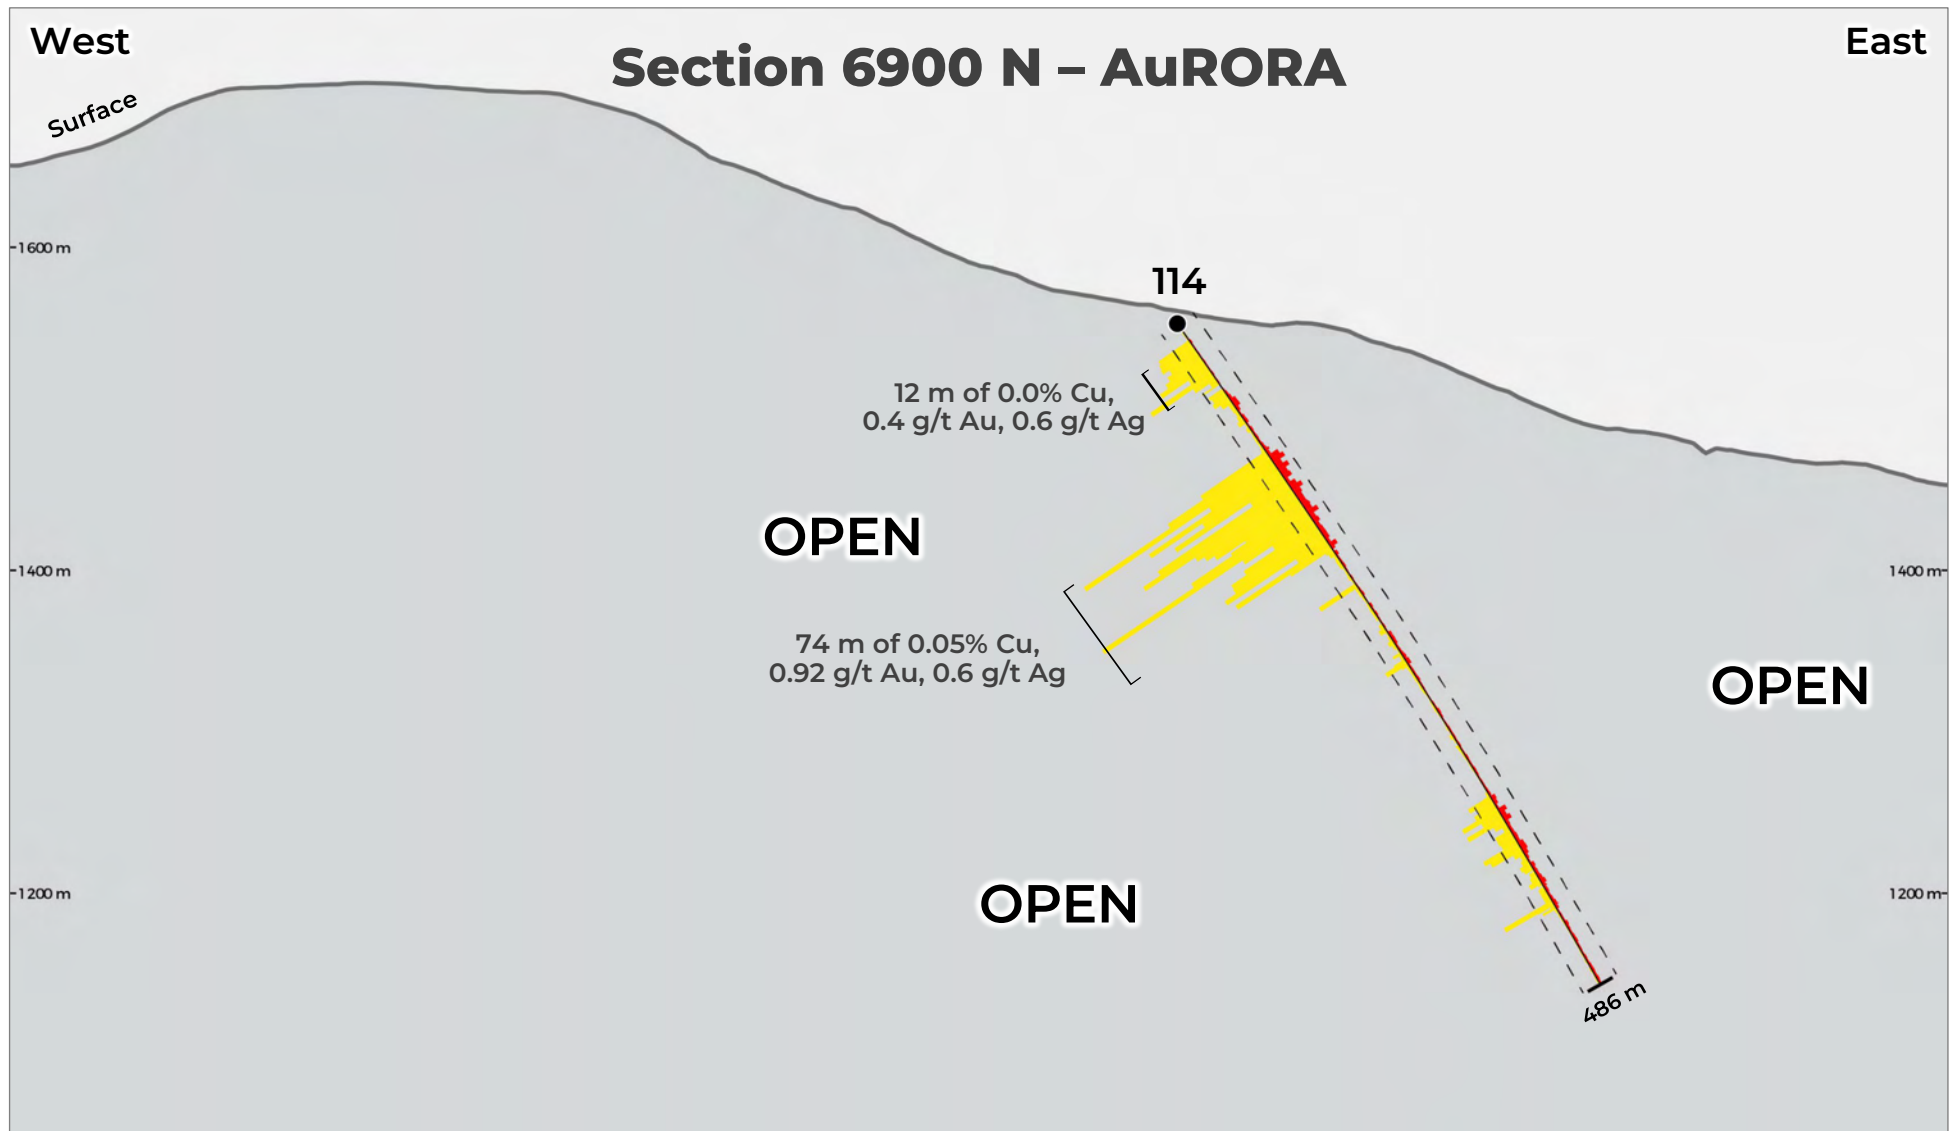 West
East
Section 6900 N – AuRORA
Surface
1600 m
114
12 m of 0.0% Cu,
0.4 g/t Au, 0.6 g/t Ag
OPEN
1400 m
1400 m
74 m of 0.05% Cu,
0.92 g/t Au, 0.6 g/t Ag
OPEN
1200 m
1200 m
OPEN
486 m